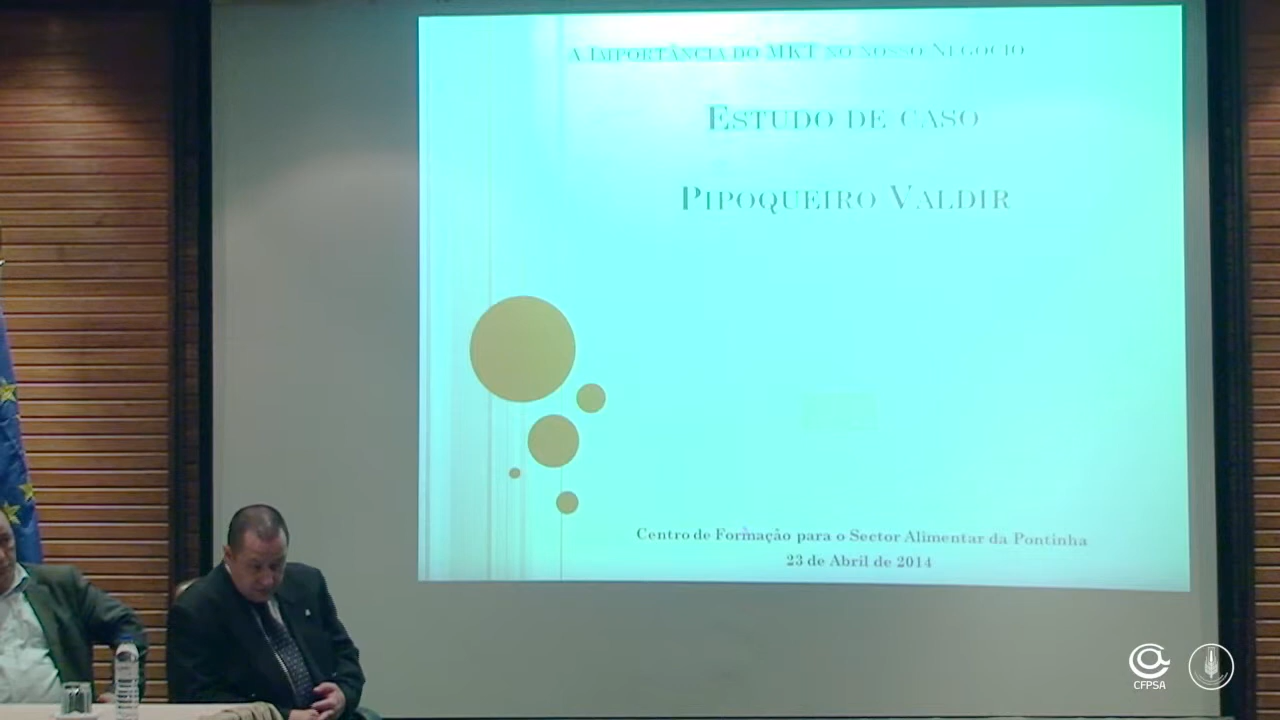 A IMPORTÂNCIA DO MKT NO NOSSO NEGOCIO
ESTUDO DE CASO
PIPOQUEIRO VALDIR
Centro de Formação para o Sector Alimentar da Pontinha
23 de Abril de 2014
CFPSA